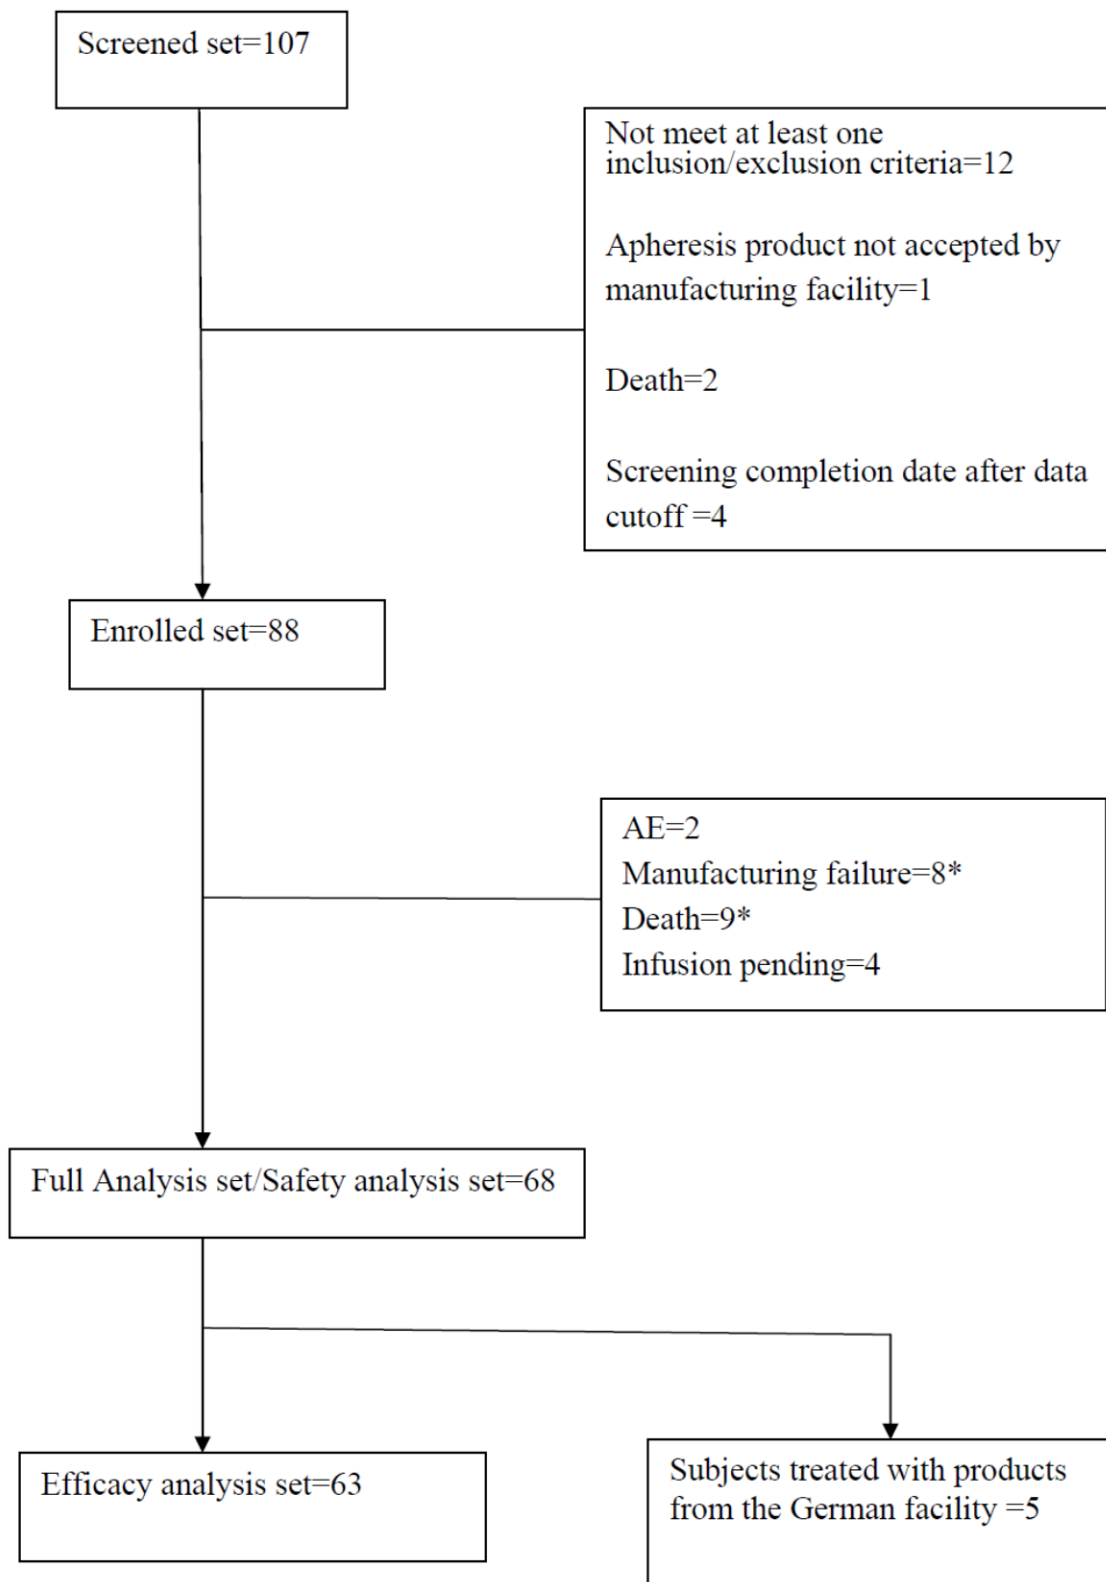 Screened set=107
Not meet at least one
inclusion/exclusion criteria=12
Apheresis product not accepted by
manufacturing facility=1
Death=2
Screening completion date after data
cutoff =4
Enrolled set=88
AE=2
Manufacturing failure=8*
Death=9*
Infusion pending=4
Full Analysis set/Safety analysis set=68
Efficacy analysis set=63
Subjects treated with products
from the German facility =5